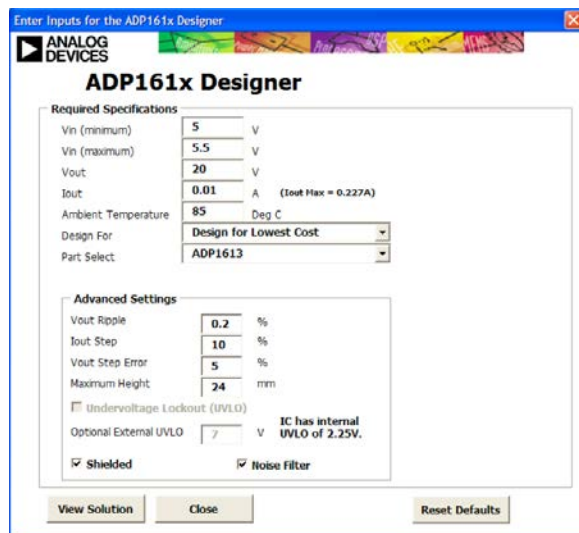 Enter Inputs for the ADP161x Designer
ANALOG
DEVICES
ADP161x Designer
Required Specifications
Vin (minimum) 5 V
Vin (maximum) 5.5 V
Vout 20 V
Iout 0.01 A (Iout Max = 0.227A)
Ambient Temperature 85 Deg C
Design For Design for Lowest Cost
Part Select ADP1613
Advanced Settings
Vout Ripple 0.2 %
Iout Step 10 %
Vout Step Error 5 %
Maximum Height 24 mm
Undervoltage Lockout (UVLO)
Optional External UVLO 7 V IC has internal
UVLO of 2.25V.
Shielded Noise Filter
View Solution Close Reset Defaults